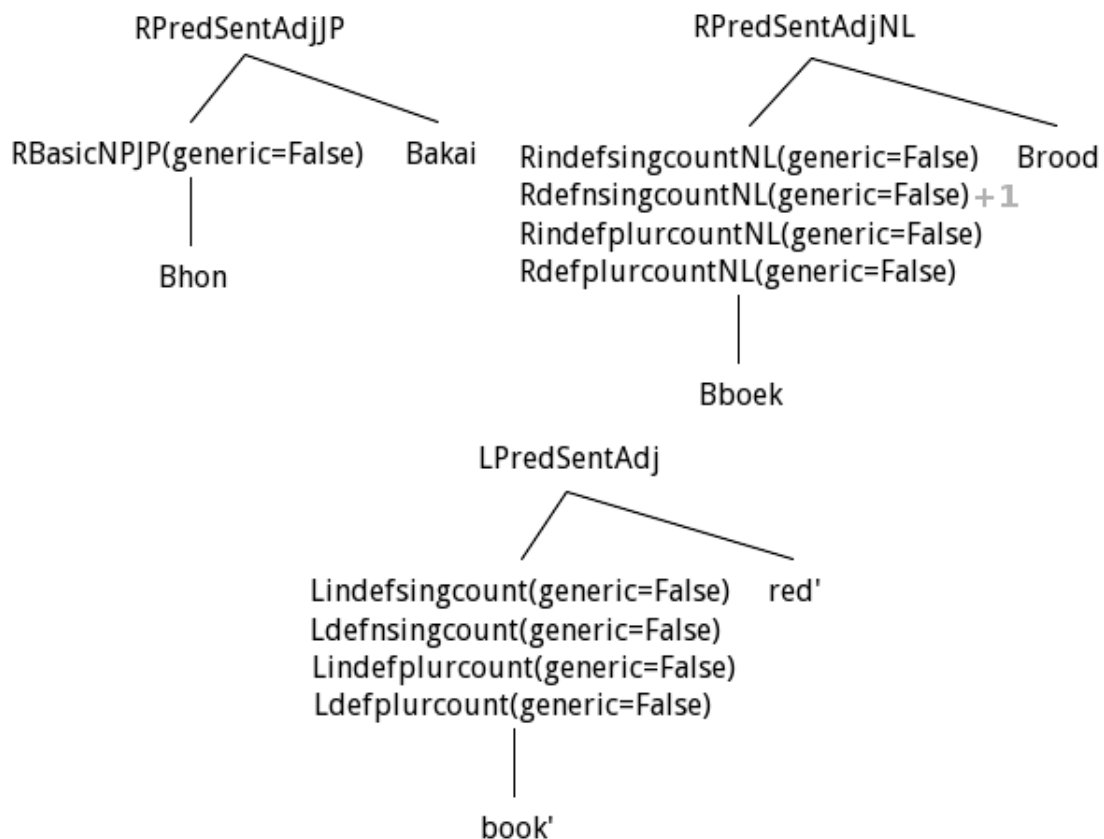 RPredSentAdjJP
RBasicNPJP(generic=False) Bakai
Bhon
RPredSentAdjNL
RindefsingcountNL(generic=False) Brood
RdefnsingcountNL(generic=False) +1
RindefplurcountNL(generic=False)
RdefplurcountNL(generic=False)
Bboek
LPredSentAdj
Lindefsingcount(generic=False) red'
Ldefnsingcount(generic=False)
Lindefplurcount(generic=False)
Ldefplurcount(generic=False)
book'